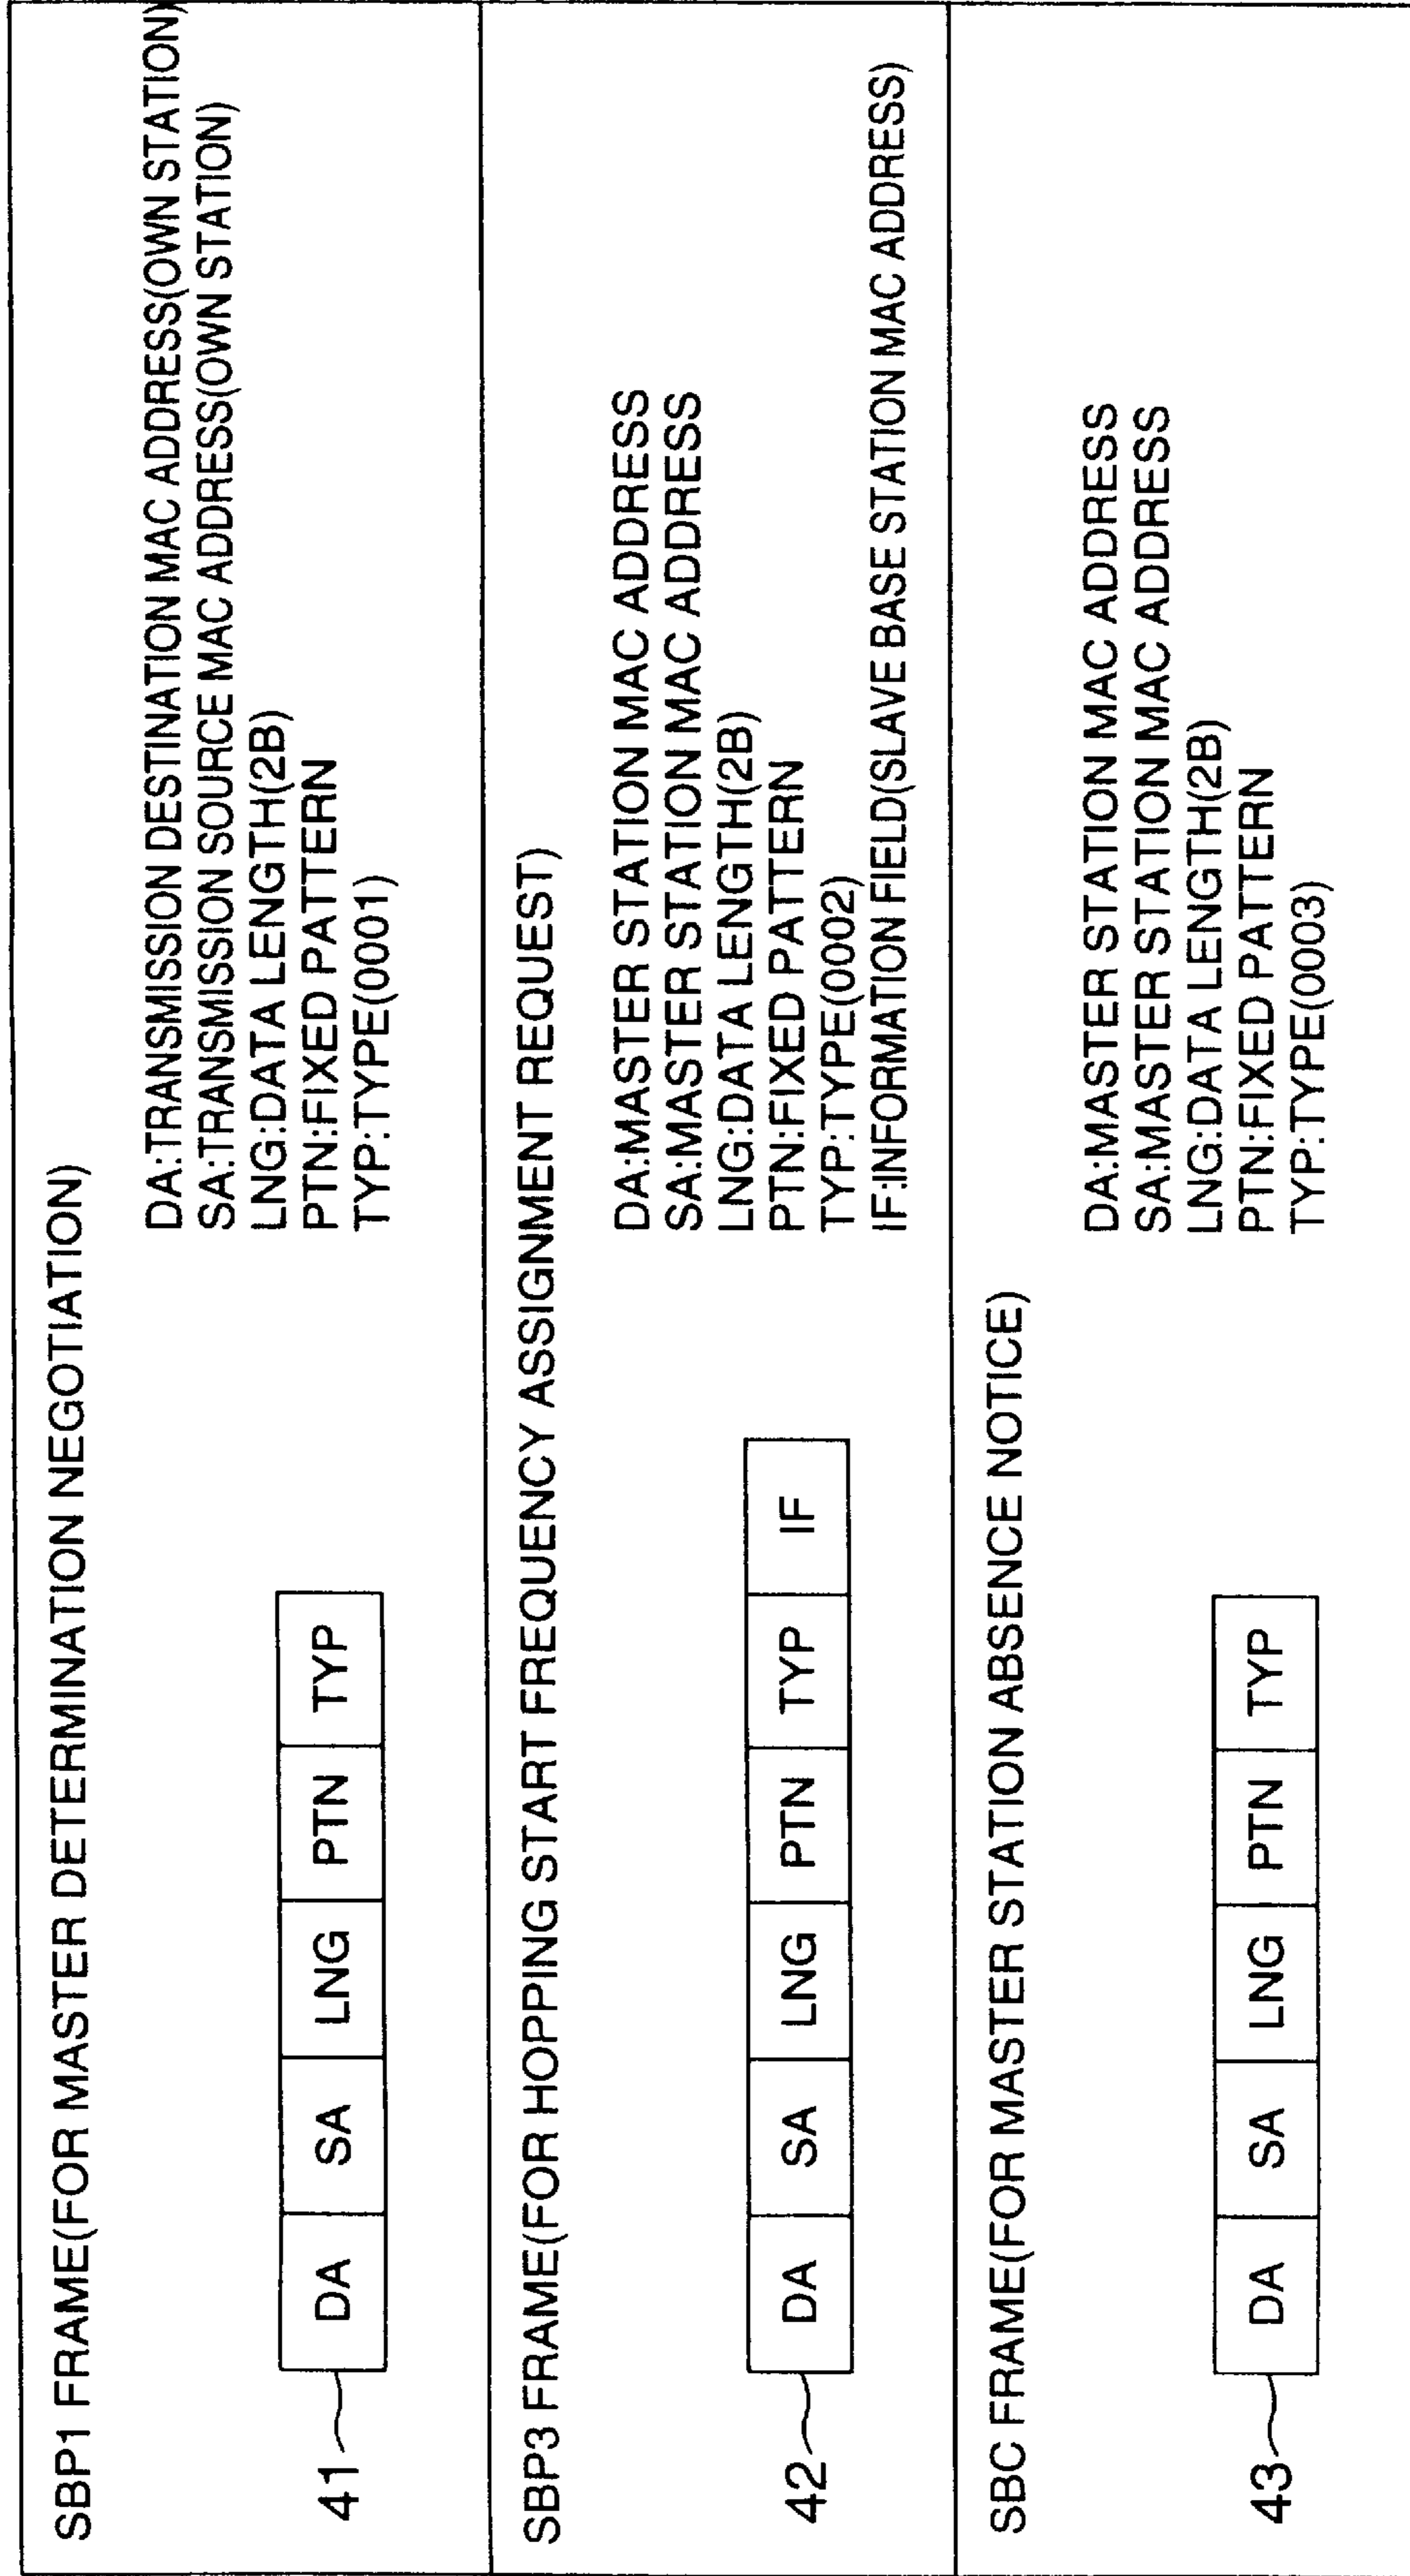 SBP1 FRAME(FOR MASTER DETERMINATION NEGOTIATION)
41
DA SA LNG PTN TYP
DA:TRANSMISSION DESTINATION MAC ADDRESS(OWN STATION)
SA:TRANSMISSION SOURCE MAC ADDRESS(OWN STATION)
LNG:DATA LENGTH(2B)
PTN:FIXED PATTERN
TYP:TYPE(0001)
SBP3 FRAME(FOR HOPPING START FREQUENCY ASSIGNMENT REQUEST)
42
DA SA LNG PTN TYP IF
DA:MASTER STATION MAC ADDRESS
SA:MASTER STATION MAC ADDRESS
LNG:DATA LENGTH(2B)
PTN:FIXED PATTERN
TYP:TYPE(0002)
IF:INFORMATION FIELD(SLAVE BASE STATION MAC ADDRESS)
SBC FRAME(FOR MASTER STATION ABSENCE NOTICE)
43
DA SA LNG PTN TYP
DA:MASTER STATION MAC ADDRESS
SA:MASTER STATION MAC ADDRESS
LNG:DATA LENGTH(2B)
PTN:FIXED PATTERN
TYP:TYPE(0003)